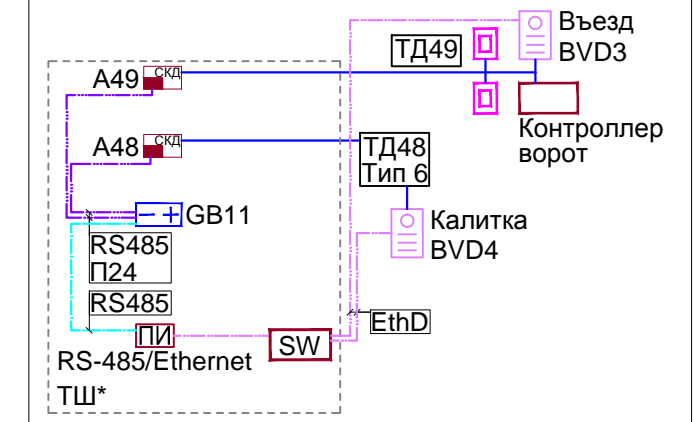 Въезд
BVD3
ТД49
А49
СКД
Контроллер
ворот
А48
СКД
ТД48
Тип 6
GB11
Калитка
BVD4
RS485
П24
RS485
EthD
ПИ
SW
RS-485/Ethernet
ТШ*